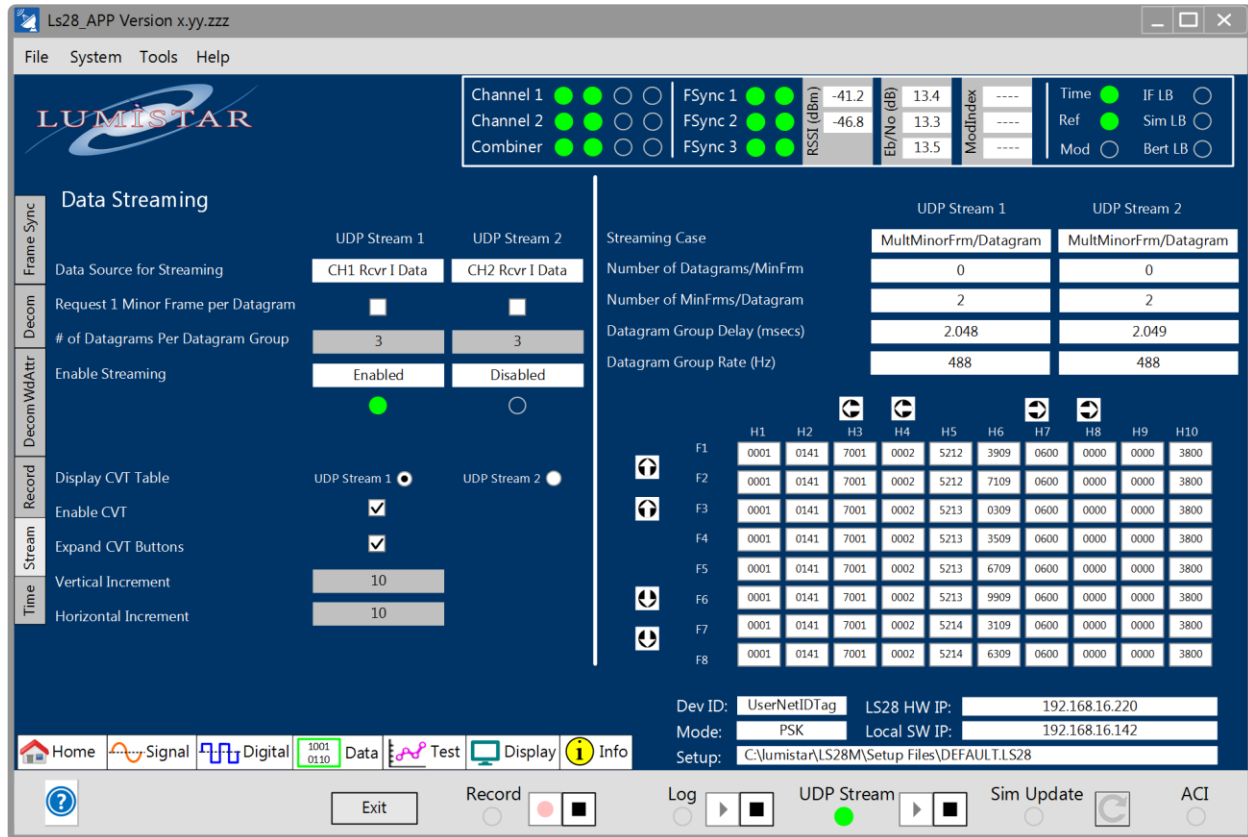 Ls28_APP Version x.yy.zzz
File System Tools Help
LUMISTAR
Channel 1 FSync 1 RSSI (dBm) -41.2 Eb/No (dB) 13.4 ModIndex ---- Time IF LB
Channel 2 FSync 2 -46.8 13.3 ---- Ref Sim LB
Combiner FSync 3 13.5 ---- Mod Bert LB
Frame Sync
Decom
Decom WdAttr
Record
Stream
Time
Data Streaming
UDP Stream 1 UDP Stream 2
Data Source for Streaming CH1 Rcvr I Data CH2 Rcvr I Data
Request 1 Minor Frame per Datagram
# of Datagrams Per Datagram Group 3 3
Enable Streaming Enabled Disabled
Display CVT Table UDP Stream 1 UDP Stream 2
Enable CVT
Expand CVT Buttons
Vertical Increment 10
Horizontal Increment 10
UDP Stream 1 UDP Stream 2
Streaming Case MultMinorFrm/Datagram MultMinorFrm/Datagram
Number of Datagrams/MinFrm 0 0
Number of MinFrms/Datagram 2 2
Datagram Group Delay (msecs) 2.048 2.049
Datagram Group Rate (Hz) 488 488
H1 H2 H3 H4 H5 H6 H7 H8 H9 H10
F1 0001 0141 7001 0002 5212 3909 0600 0000 0000 3800
F2 0001 0141 7001 0002 5212 7109 0600 0000 0000 3800
F3 0001 0141 7001 0002 5213 0309 0600 0000 0000 3800
F4 0001 0141 7001 0002 5213 3509 0600 0000 0000 3800
F5 0001 0141 7001 0002 5213 6709 0600 0000 0000 3800
F6 0001 0141 7001 0002 5213 9909 0600 0000 0000 3800
F7 0001 0141 7001 0002 5214 3109 0600 0000 0000 3800
F8 0001 0141 7001 0002 5214 6309 0600 0000 0000 3800
Dev ID: UserNetIDTag LS28 HW IP: 192.168.16.220
Mode: PSK Local SW IP: 192.168.16.142
Setup: C:\lumistar\LS28M\Setup Files\DEFAULT.LS28
Home Signal Digital 1001 0110 Data Test Display i Info
? Exit Record Log UDP Stream Sim Update ACI